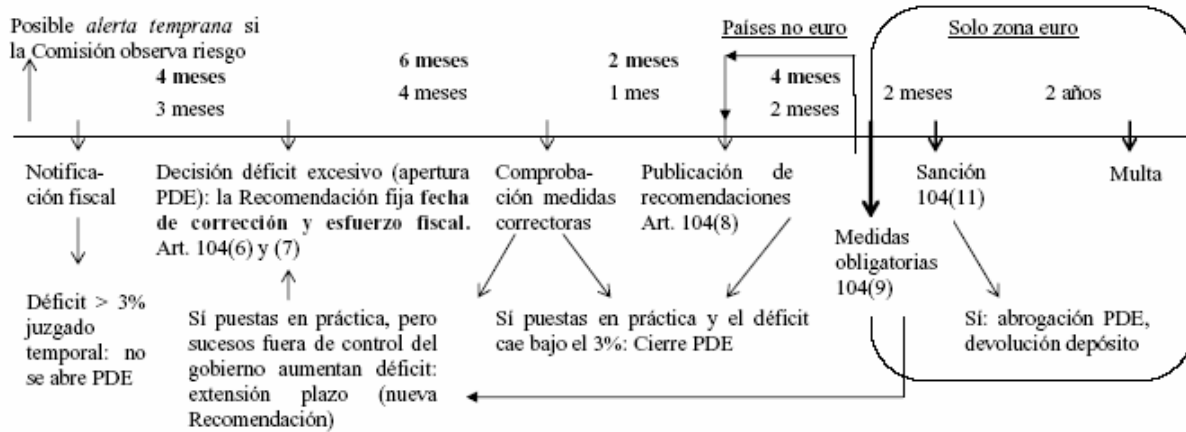 Posible alerta temprana si
la Comisión observa riesgo
Países no euro
Solo zona euro
4 meses
3 meses
6 meses
4 meses
2 meses
1 mes
4 meses
2 meses
2 meses
2 años
Notifica-
ción fiscal
Decisión déficit excesivo (apertura
PDE): la Recomendación fija fecha
de corrección y esfuerzo fiscal.
Art. 104(6) y (7)
Comproba-
ción medidas
correctoras
Publicación de
recomendaciones
Art. 104(8)
Medidas
obligatorias
104(9)
Sanción
104(11)
Multa
Déficit > 3%
juzgado
temporal: no
se abre PDE
Sí puestas en práctica, pero
sucesos fuera de control del
gobierno aumentan déficit:
extensión plazo (nueva
Recomendación)
Sí puestas en práctica y el déficit
cae bajo el 3%: Cierre PDE
Sí: abrogación PDE,
devolución depósito